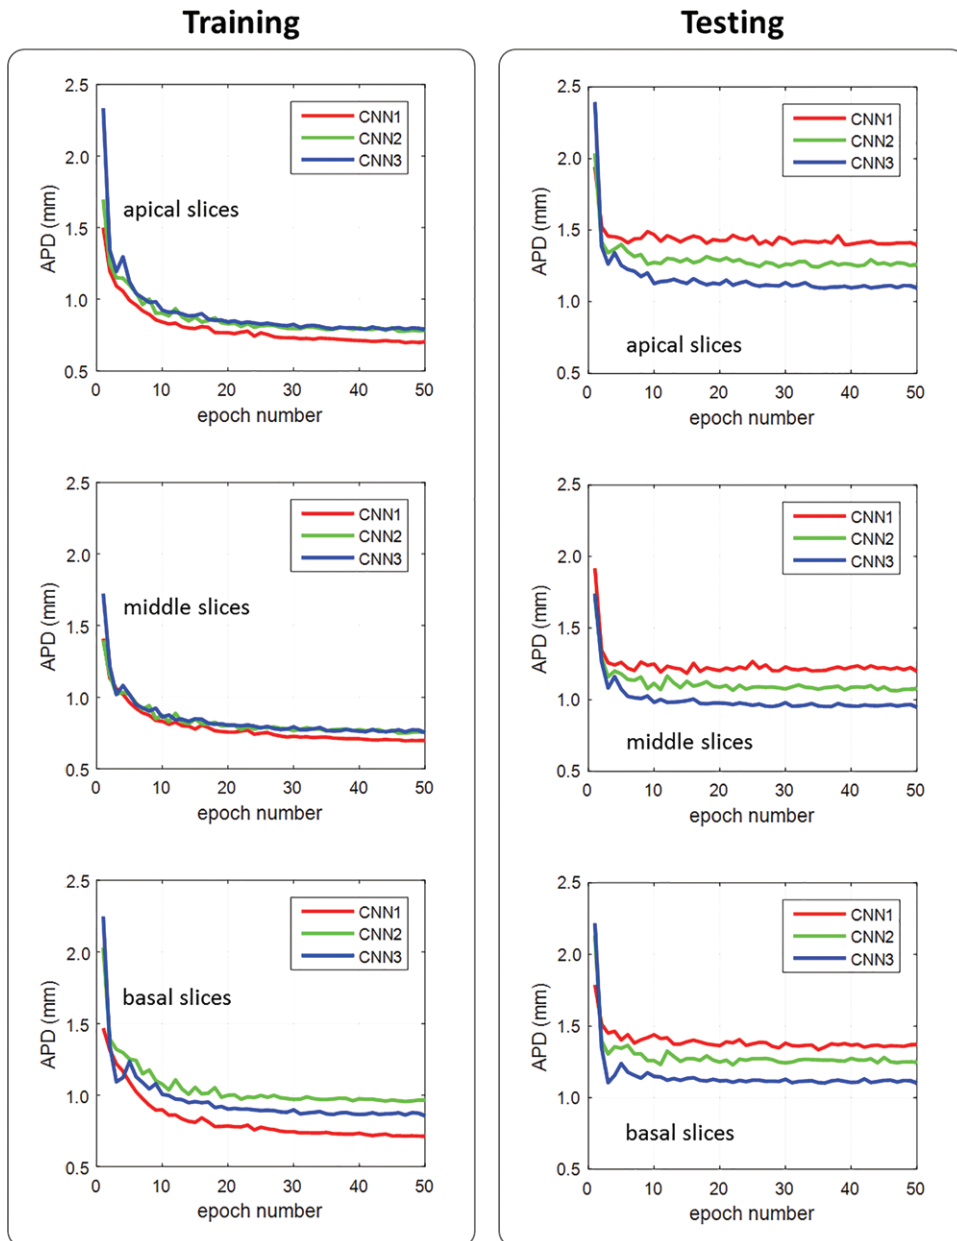 Training
2.5
2.0
1.5
1.0
0.5
APD (mm)
CNN1
CNN2
CNN3
apical slices
0 10 20 30 40 50
epoch number
2.5
2.0
1.5
1.0
0.5
APD (mm)
CNN1
CNN2
CNN3
middle slices
0 10 20 30 40 50
epoch number
2.5
2.0
1.5
1.0
0.5
APD (mm)
CNN1
CNN2
CNN3
basal slices
0 10 20 30 40 50
epoch number
Testing
2.5
2.0
1.5
1.0
0.5
APD (mm)
CNN1
CNN2
CNN3
apical slices
0 10 20 30 40 50
epoch number
2.5
2.0
1.5
1.0
0.5
APD (mm)
CNN1
CNN2
CNN3
middle slices
0 10 20 30 40 50
epoch number
2.5
2.0
1.5
1.0
0.5
APD (mm)
CNN1
CNN2
CNN3
basal slices
0 10 20 30 40 50
epoch number